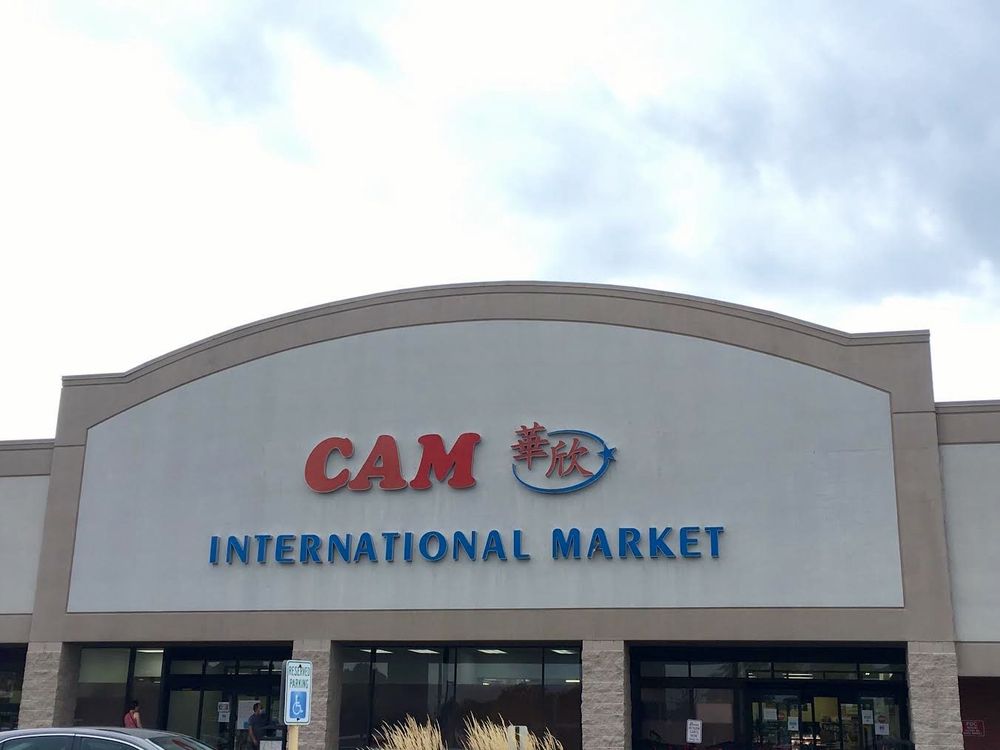 CAM 華欣
INTERNATIONAL MARKET
RESERVED
PARKING